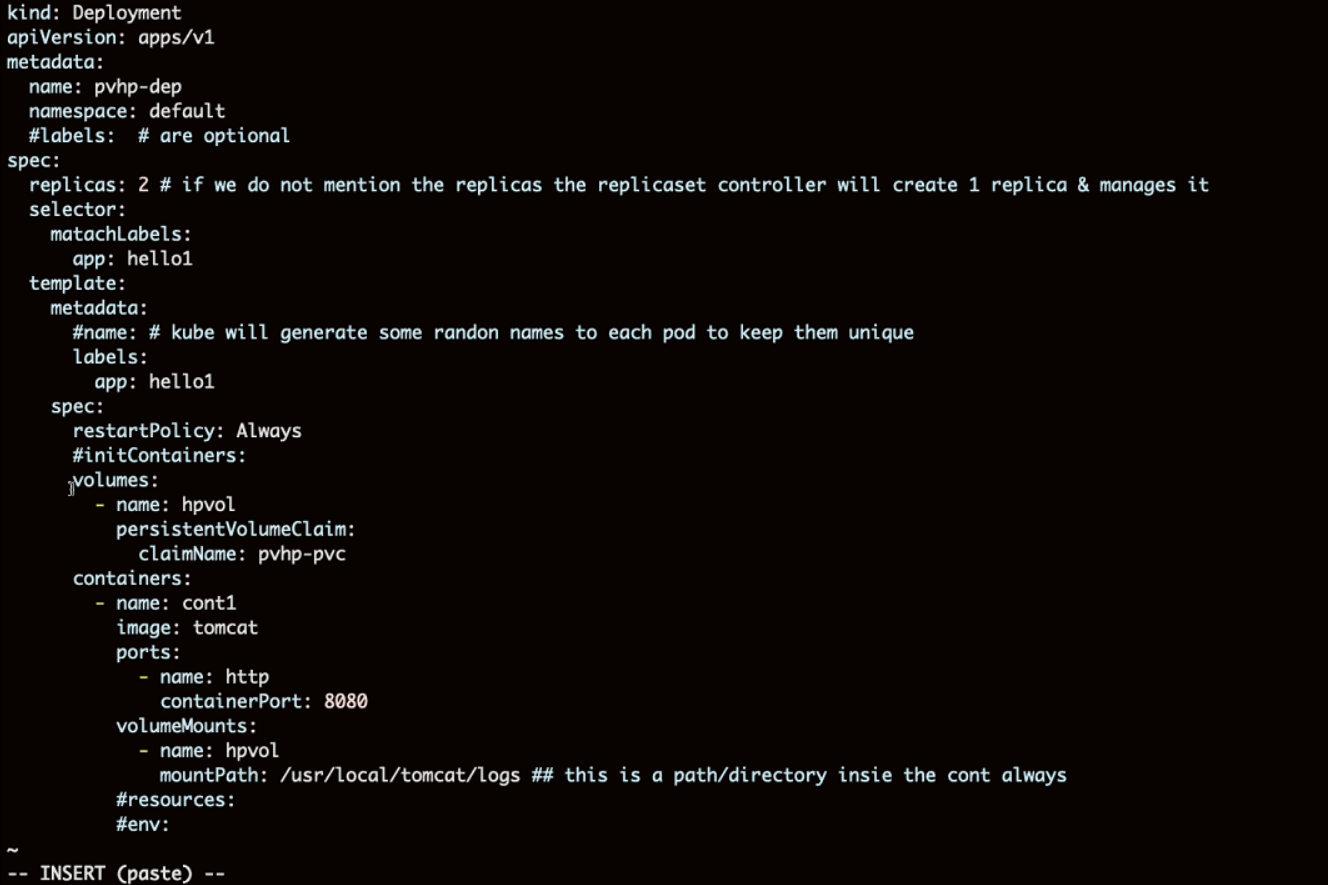 kind: Deployment
apiVersion: apps/v1
metadata:
  name: pvhp-dep
  namespace: default
  #labels:  # are optional
spec:
  replicas: 2 # if we do not mention the replicas the replicaset controller will create 1 replica & manages it
  selector:
    matachLabels:
      app: hello1
  template:
    metadata:
      #name: # kube will generate some randon names to each pod to keep them unique
      labels:
        app: hello1
    spec:
      restartPolicy: Always
      #initContainers:
      volumes:
        - name: hpvol
          persistentVolumeClaim:
            claimName: pvhp-pvc
      containers:
        - name: cont1
          image: tomcat
          ports:
            - name: http
              containerPort: 8080
          volumeMounts:
            - name: hpvol
              mountPath: /usr/local/tomcat/logs ## this is a path/directory insie the cont always
          #resources:
          #env:
~
-- INSERT (paste) --